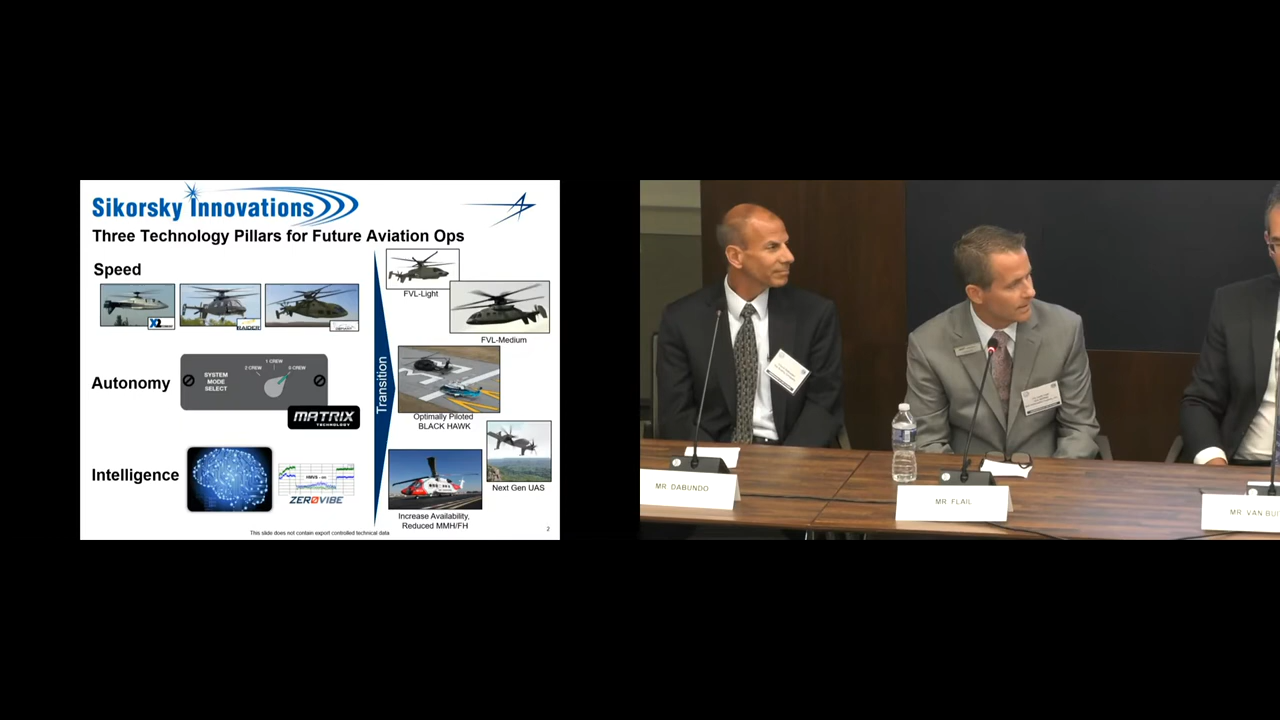 Sikorsky Innovations
Three Technology Pillars for Future Aviation Ops
Speed
X2
RAIDER
FVL-Light
FVL-Medium
Autonomy
SYSTEM
MODE
SELECT
2 CREW
1 CREW
0 CREW
MATRIX
TECHNOLOGY
Transition
Optimally Piloted
BLACK HAWK
Intelligence
ZEROVIBE
Next Gen UAS
Increase Availability,
Reduced MMH/FH
This slide does not contain export controlled technical data
2
MR. DABUNDO
MR. FLAIL
MR. VAN BUI